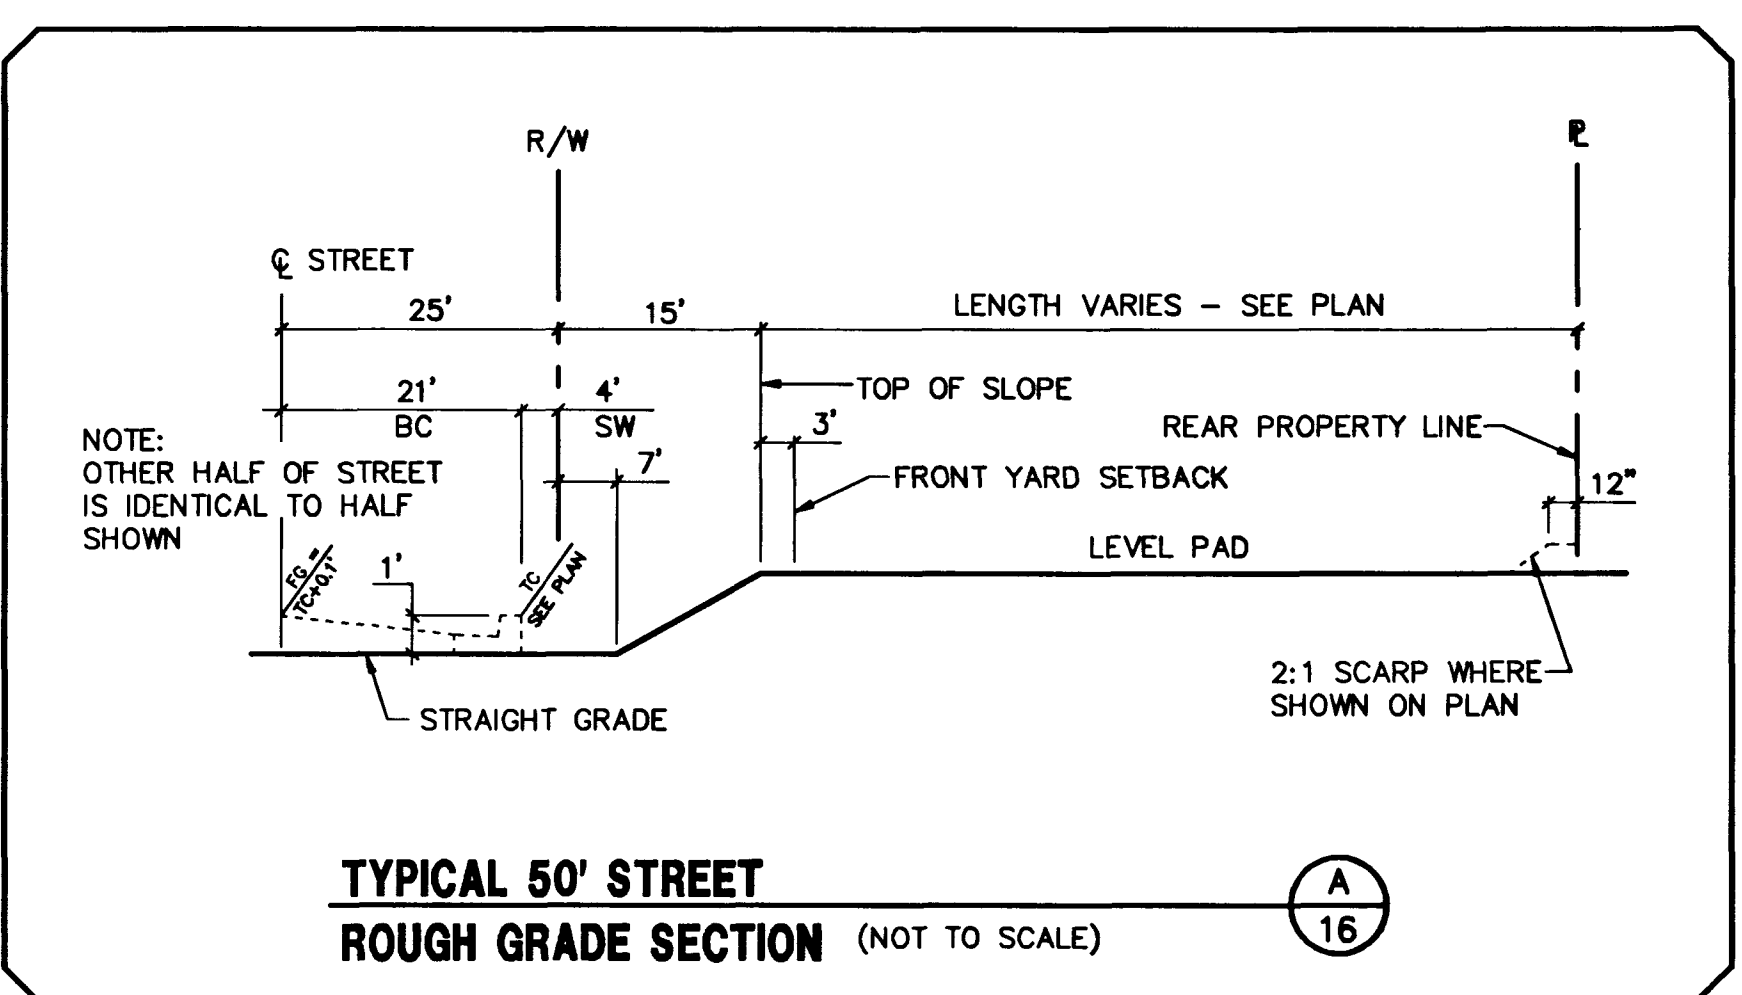 R/W
℄ STREET
25'
15'
LENGTH VARIES - SEE PLAN
℄
21'
BC
4'
SW
TOP OF SLOPE
3'
REAR PROPERTY LINE
NOTE:
OTHER HALF OF STREET
IS IDENTICAL TO HALF
SHOWN
7'
FRONT YARD SETBACK
12"
LEVEL PAD
FG =
TC+0.1'
1'
TC
SEE PLAN
2:1 SCARP WHERE
SHOWN ON PLAN
STRAIGHT GRADE
TYPICAL 50' STREET
ROUGH GRADE SECTION (NOT TO SCALE)
A
16